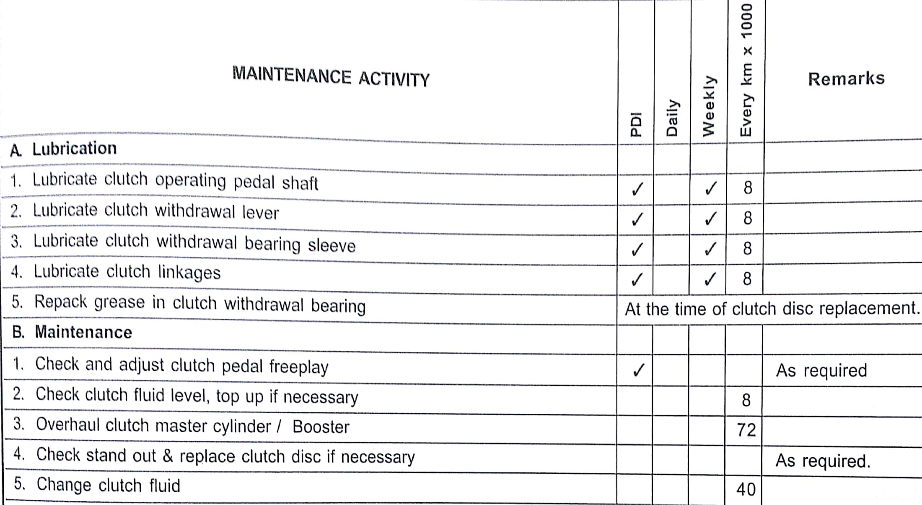 MAINTENANCE ACTIVITY PDI Daily Weekly Every km x 1000 Remarks
A. Lubrication
1. Lubricate clutch operating pedal shaft ✓ ✓ 8
2. Lubricate clutch withdrawal lever ✓ ✓ 8
3. Lubricate clutch withdrawal bearing sleeve ✓ ✓ 8
4. Lubricate clutch linkages ✓ ✓ 8
5. Repack grease in clutch withdrawal bearing At the time of clutch disc replacement.
B. Maintenance
1. Check and adjust clutch pedal freeplay ✓ As required
2. Check clutch fluid level, top up if necessary 8
3. Overhaul clutch master cylinder / Booster 72
4. Check stand out & replace clutch disc if necessary As required.
5. Change clutch fluid 40